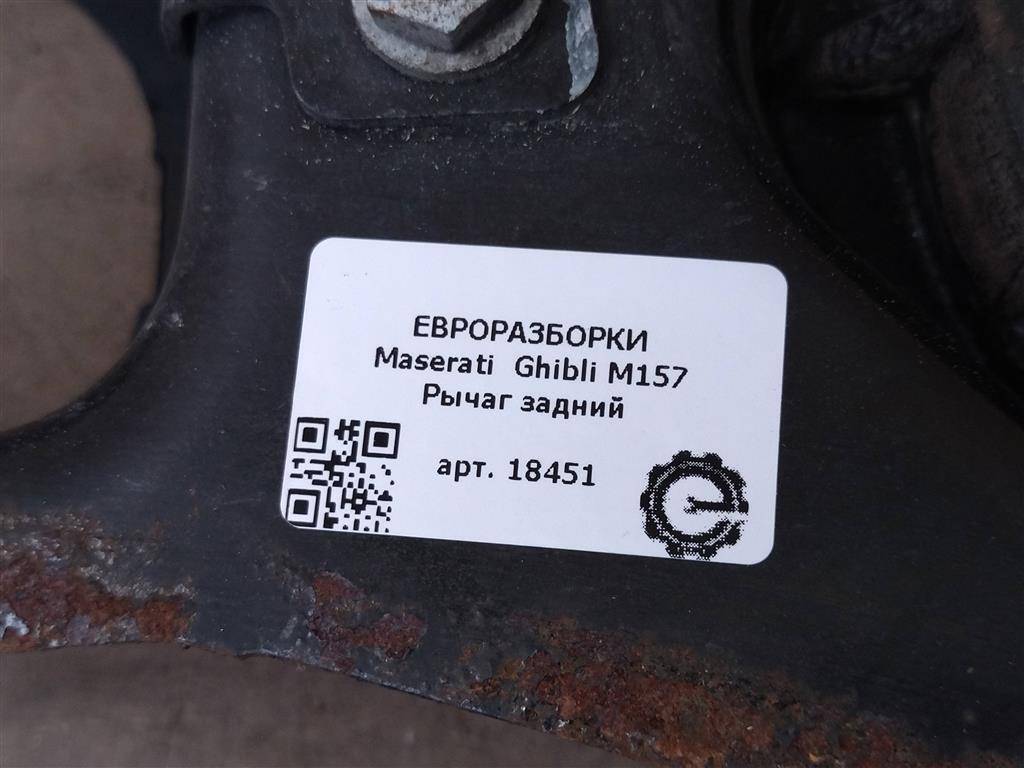 ЕВРОРАЗБОРКИ
Maserati Ghibli M157
Рычаг задний
арт. 18451